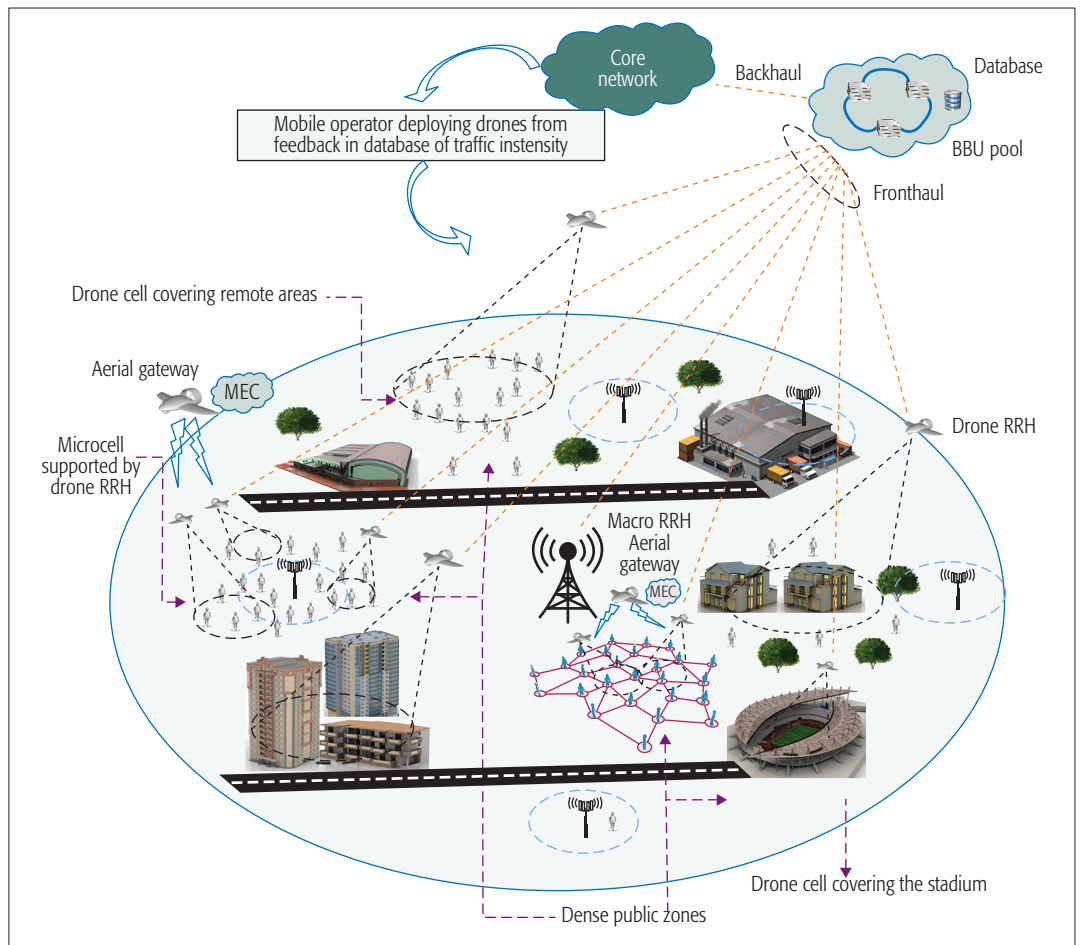 Core
network
Backhaul
Database
BBU pool
Mobile operator deploying drones from
feedback in database of traffic instensity
Fronthaul
Drone cell covering remote areas
Aerial gateway
MEC
Microcell
supported by
drone RRH
Drone RRH
Macro RRH
Aerial
gateway
MEC
Drone cell covering the stadium
Dense public zones